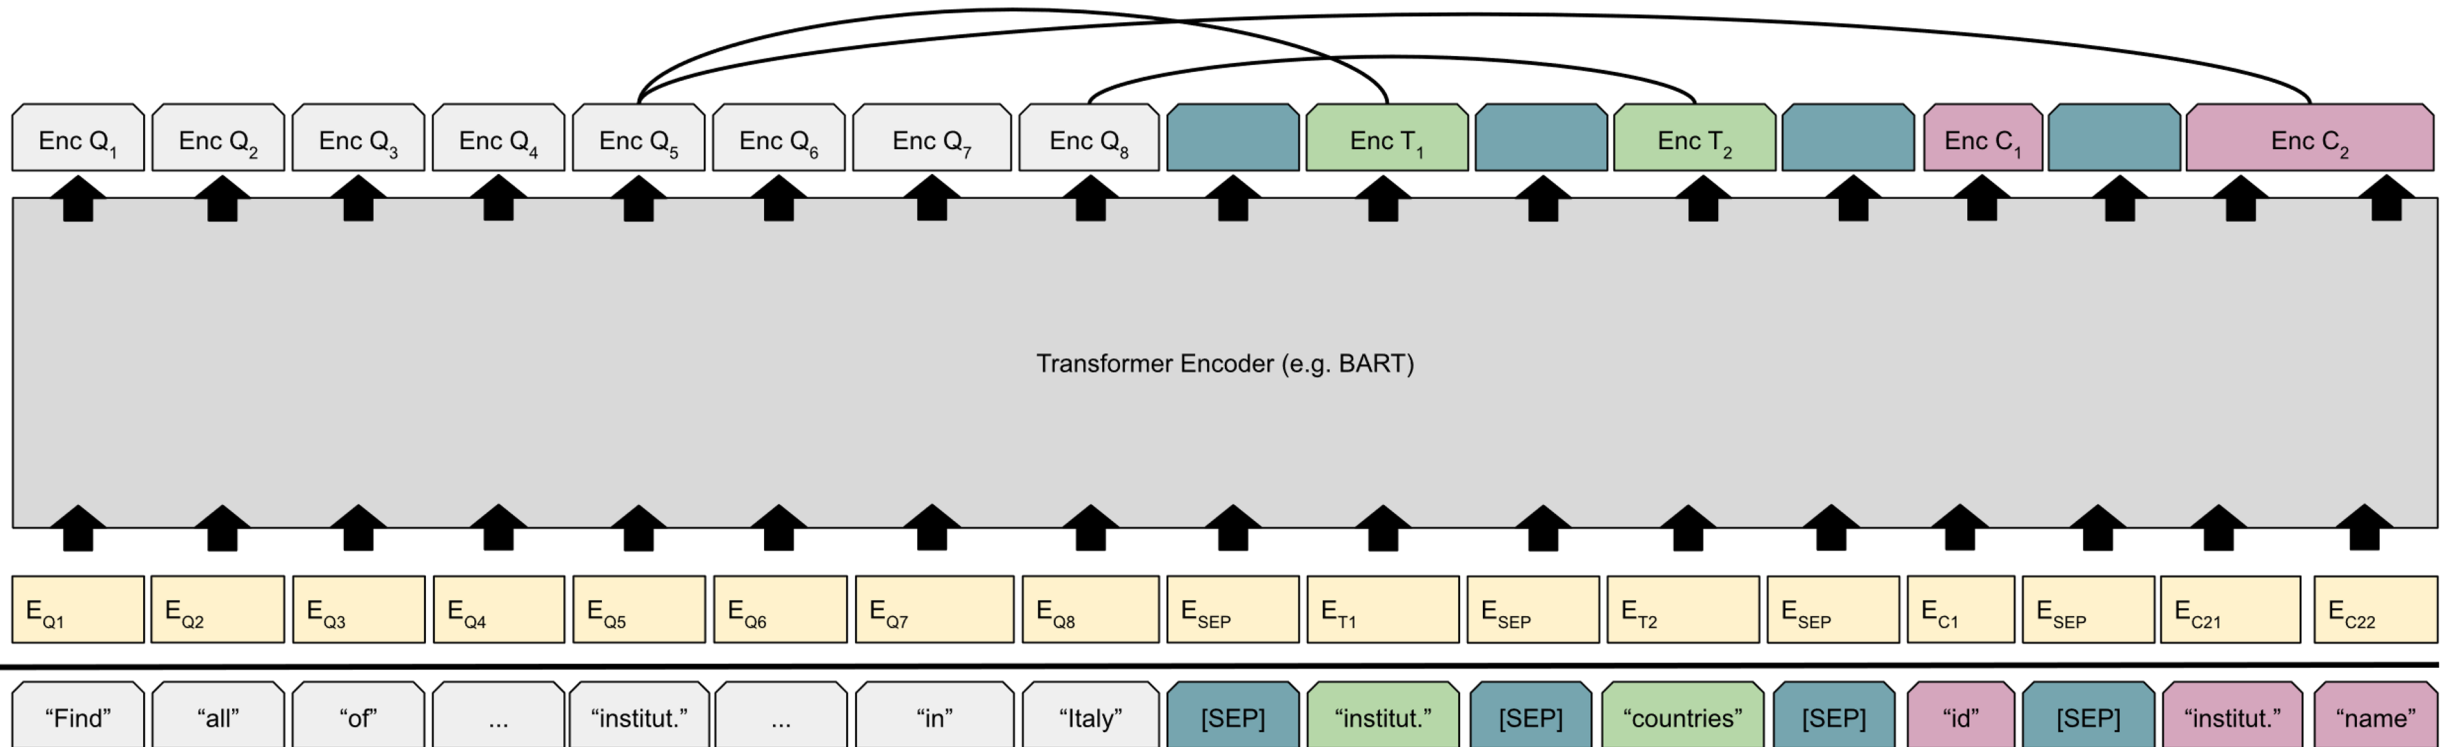 Enc Q1 Enc Q2 Enc Q3 Enc Q4 Enc Q5 Enc Q6 Enc Q7 Enc Q8 Enc T1 Enc T2 Enc C1 Enc C2
Transformer Encoder (e.g. BART)
EQ1 EQ2 EQ3 EQ4 EQ5 EQ6 EQ7 EQ8 ESEP ET1 ESEP ET2 ESEP EC1 ESEP EC21 EC22
“Find” “all” “of” ... “institut.” ... “in” “Italy” [SEP] “institut.” [SEP] “countries” [SEP] “id” [SEP] “institut.” “name”